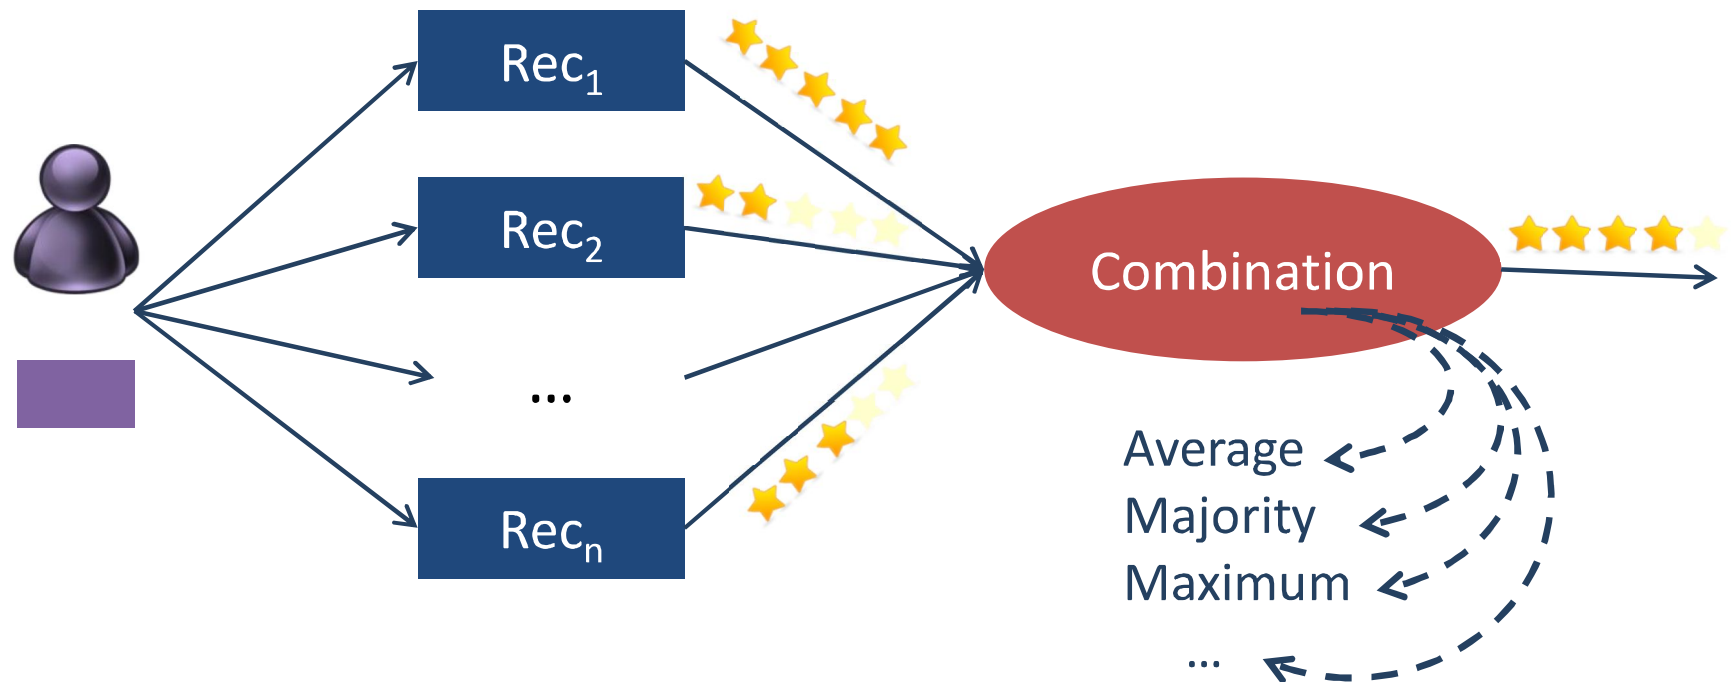 Rec₁
Rec₂
...
Recₙ
Combination
Average
Majority
Maximum
...